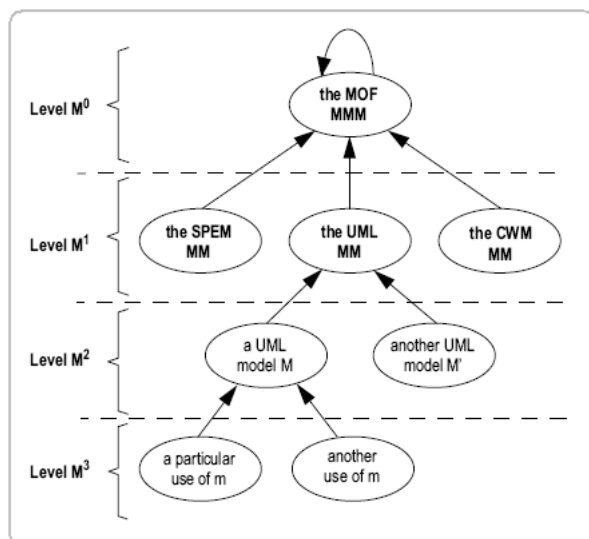 Level M⁰
the MOF
MMM
Level M¹
the SPEM
MM
the UML
MM
the CWM
MM
Level M²
a UML
model M
another UML
model M'
Level M³
a particular
use of m
another
use of m